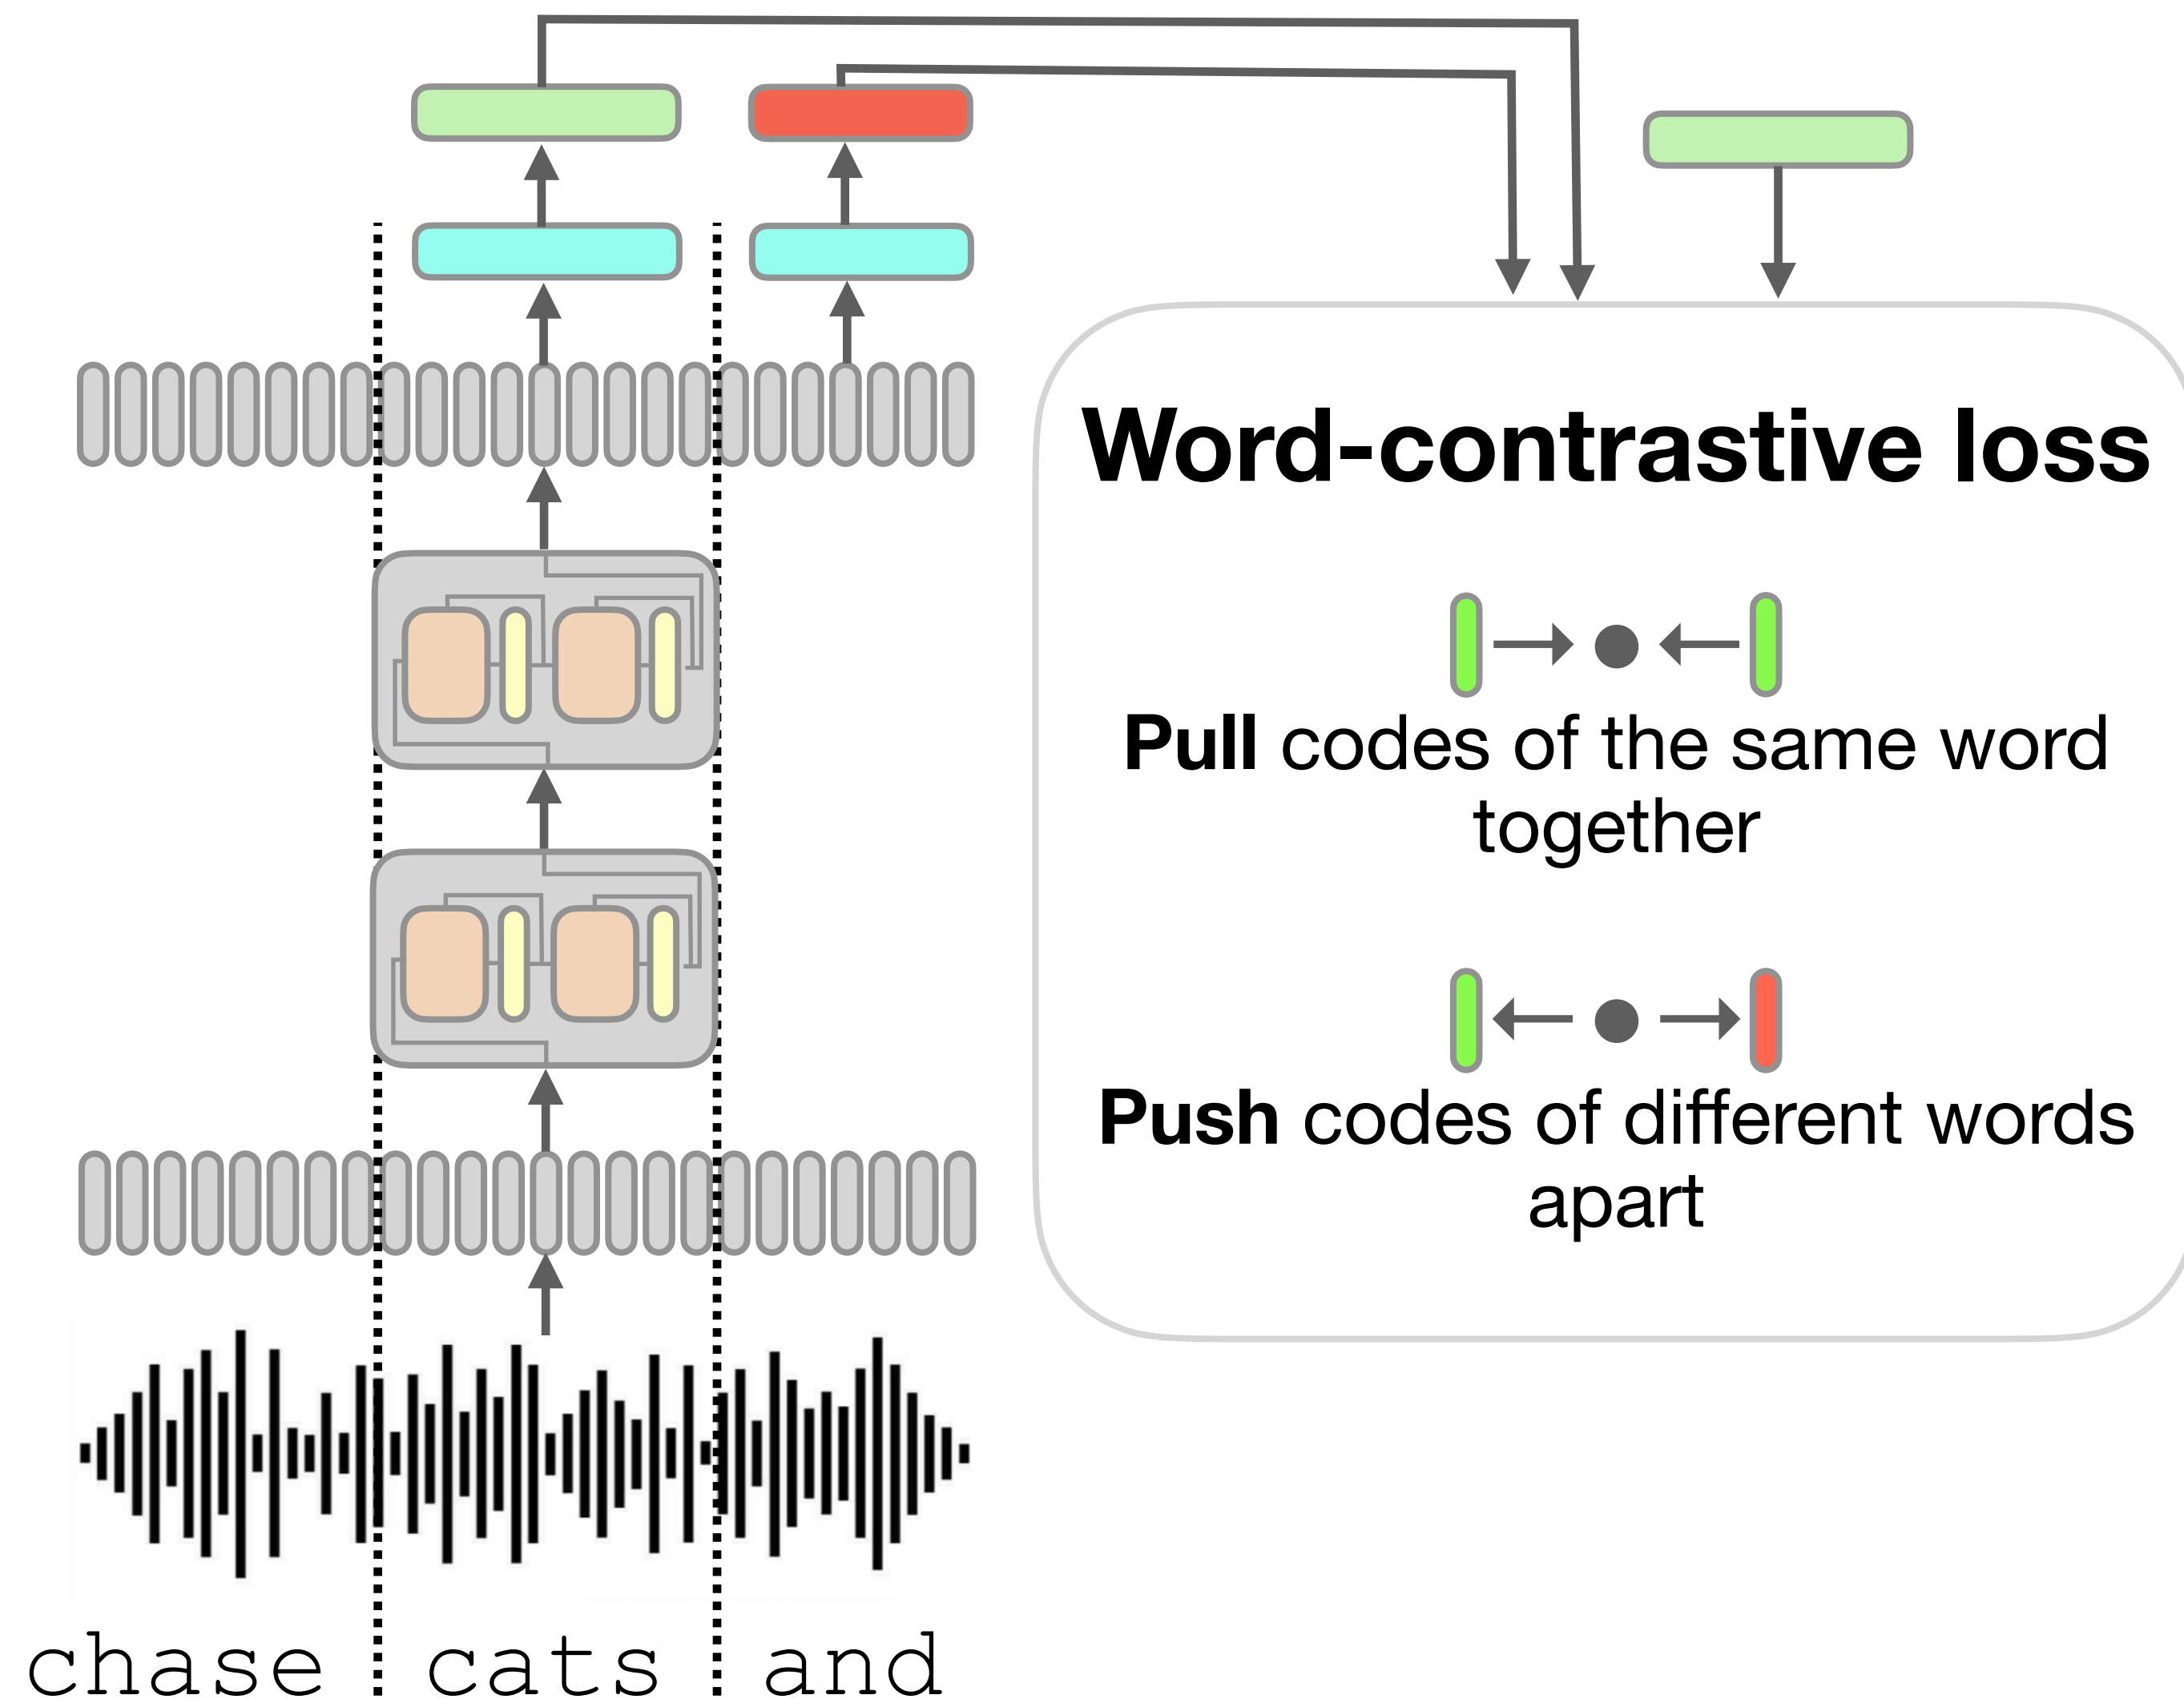 Word-contrastive loss
Pull codes of the same word
together
Push codes of different words
apart
chase cats and